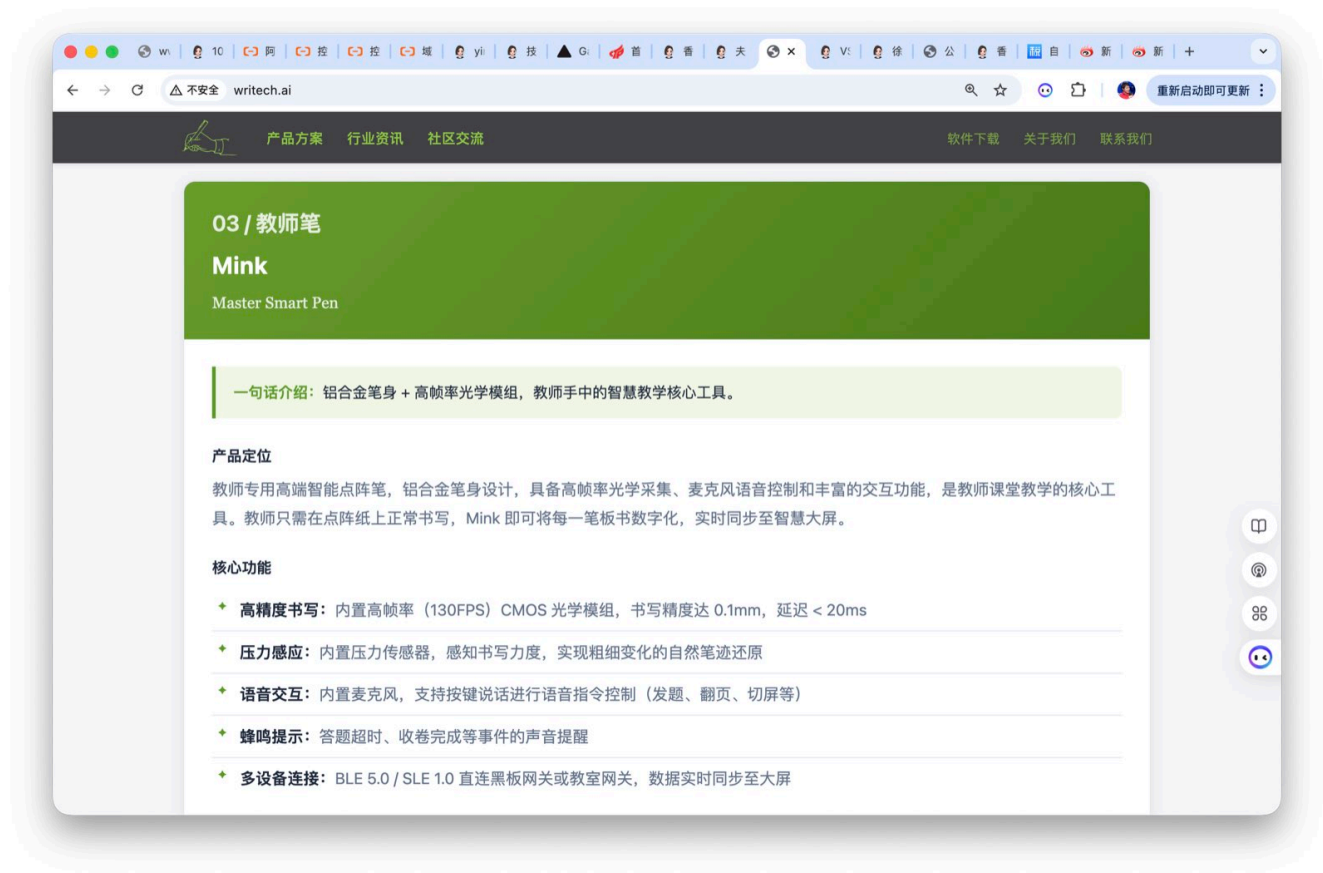 w
10
阿
控
控
域
yi
技
G
首
香
夫
V
徐
公
香
自
新
新
不安全 writech.ai
重新启动即可更新
产品方案 行业资讯 社区交流
软件下载 关于我们 联系我们
03 / 教师笔
Mink
Master Smart Pen
一句话介绍：铝合金笔身 + 高帧率光学模组，教师手中的智慧教学核心工具。
产品定位
教师专用高端智能点阵笔，铝合金笔身设计，具备高帧率光学采集、麦克风语音控制和丰富的交互功能，是教师课堂教学的核心工
具。教师只需在点阵纸上正常书写，Mink 即可将每一笔板书数字化，实时同步至智慧大屏。
核心功能
高精度书写：内置高帧率（130FPS）CMOS 光学模组，书写精度达 0.1mm，延迟 < 20ms
压力感应：内置压力传感器，感知书写力度，实现粗细变化的自然笔迹还原
语音交互：内置麦克风，支持按键说话进行语音指令控制（发题、翻页、切屏等）
蜂鸣提示：答题超时、收卷完成等事件的声音提醒
多设备连接：BLE 5.0 / SLE 1.0 直连黑板网关或教室网关，数据实时同步至大屏